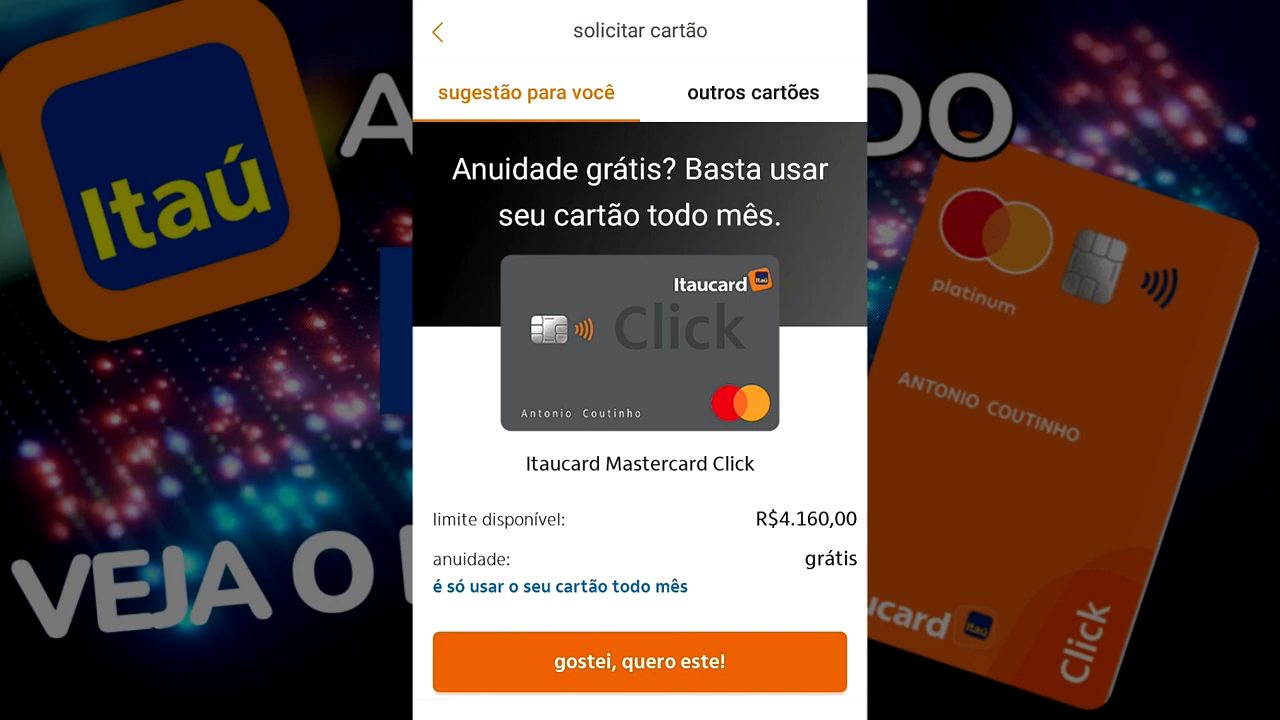 solicitar cartão
sugestão para você
outros cartões
Anuidade grátis? Basta usar
seu cartão todo mês.
Itaucard Itaú
Click
Antonio Coutinho
Itaucard Mastercard Click
limite disponível: R$4.160,00
anuidade: grátis
é só usar o seu cartão todo mês
gostei, quero este!
Itaú
VEJA O
platinum
ANTONIO COUTINHO
Itaú
Click